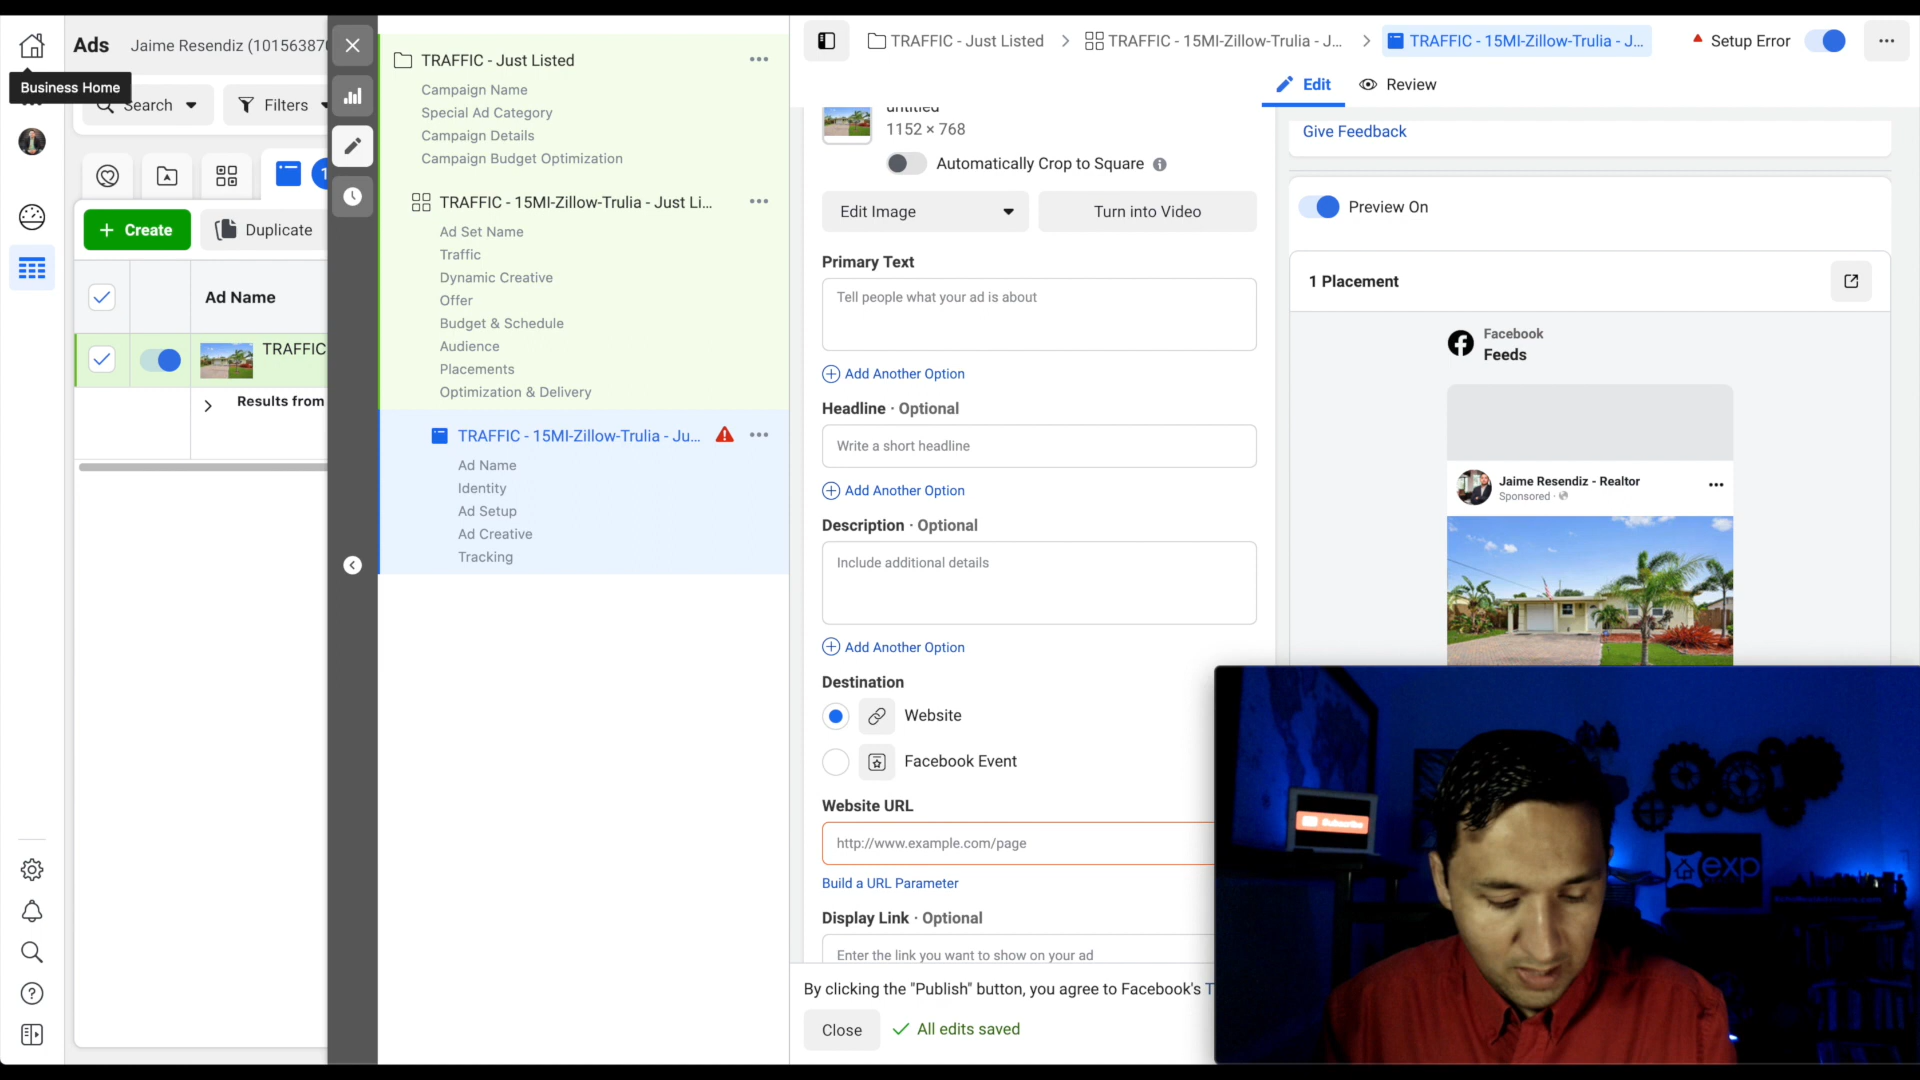 Ads
Jaime Resendiz (101563870
Business Home
Search
Filters
1
Create
Duplicate
Ad Name
TRAFFIC
Results from
TRAFFIC - Just Listed
Campaign Name
Special Ad Category
Campaign Details
Campaign Budget Optimization
TRAFFIC - 15MI-Zillow-Trulia - Just Li...
Ad Set Name
Traffic
Dynamic Creative
Offer
Budget & Schedule
Audience
Placements
Optimization & Delivery
TRAFFIC - 15MI-Zillow-Trulia - Ju...
Ad Name
Identity
Ad Setup
Ad Creative
Tracking
TRAFFIC - Just Listed
TRAFFIC - 15MI-Zillow-Trulia - J...
TRAFFIC - 15MI-Zillow-Trulia - J...
Setup Error
Edit
Review
untitled
1152 × 768
Automatically Crop to Square
Edit Image
Turn into Video
Primary Text
Tell people what your ad is about
Add Another Option
Headline · Optional
Write a short headline
Add Another Option
Description · Optional
Include additional details
Add Another Option
Destination
Website
Facebook Event
Website URL
http://www.example.com/page
Build a URL Parameter
Display Link · Optional
Enter the link you want to show on your ad
By clicking the "Publish" button, you agree to Facebook's T
Close
All edits saved
Give Feedback
Preview On
1 Placement
Facebook
Feeds
Jaime Resendiz - Realtor
Sponsored ·
Subscribe
exp